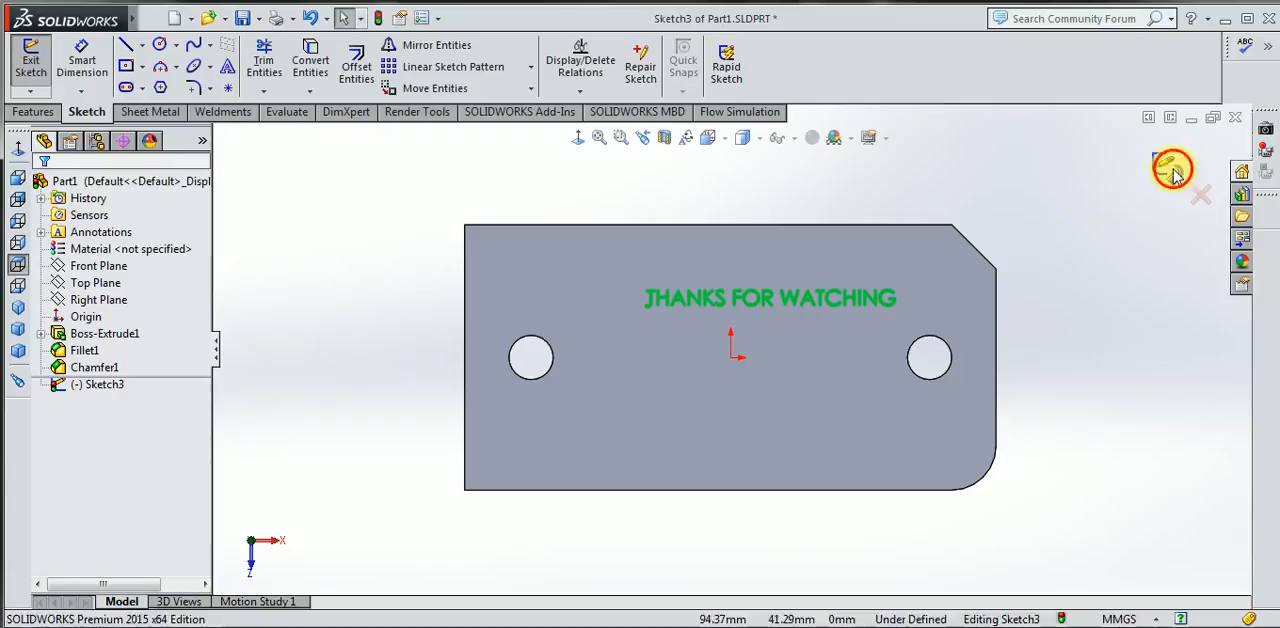 SOLIDWORKS
Sketch3 of Part1.SLDPRT *
Search Community Forum
Exit Sketch
Smart Dimension
Trim Entities
Convert Entities
Offset Entities
Mirror Entities
Linear Sketch Pattern
Move Entities
Display/Delete Relations
Repair Sketch
Quick Snaps
Rapid Sketch
ABC
Features
Sketch
Sheet Metal
Weldments
Evaluate
DimXpert
Render Tools
SOLIDWORKS Add-Ins
SOLIDWORKS MBD
Flow Simulation
Part1 (Default<<Default>_Displ
History
Sensors
Annotations
Material <not specified>
Front Plane
Top Plane
Right Plane
Origin
Boss-Extrude1
Fillet1
Chamfer1
(-) Sketch3
THANKS FOR WATCHING
X
Z
Model
3D Views
Motion Study 1
SOLIDWORKS Premium 2015 x64 Edition
94.37mm
41.29mm
0mm
Under Defined
Editing Sketch3
MMGS